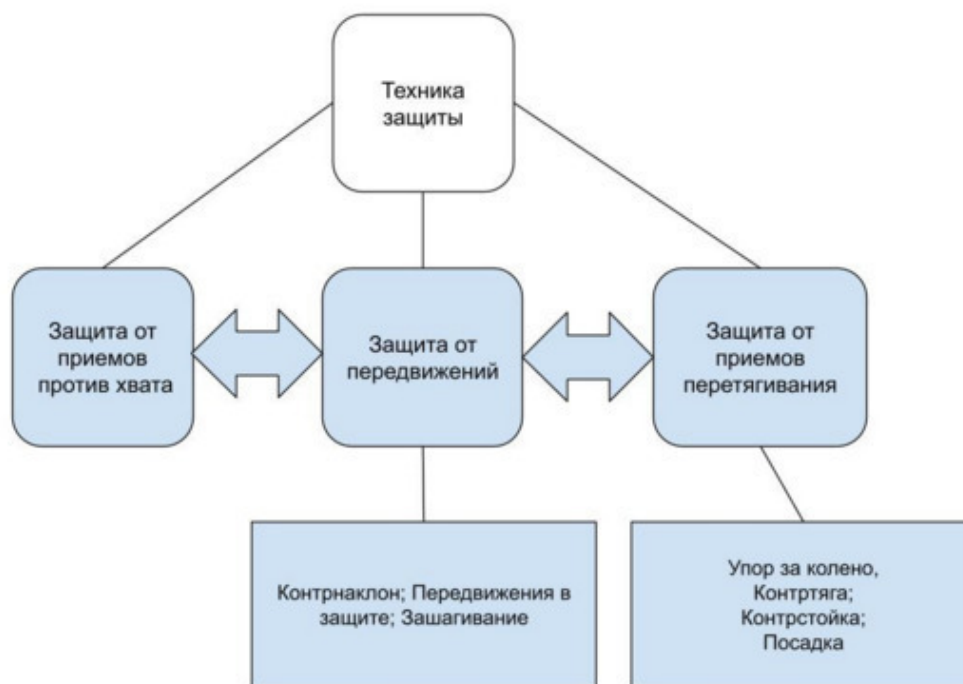 Техника
защиты
Защита от
приемов
против хвата
Защита от
передвижений
Защита от
приемов
перетягивания
Контрнаклон; Передвижения в
защите; Зашагивание
Упор за колено,
Контртяга;
Контрстойка;
Посадка